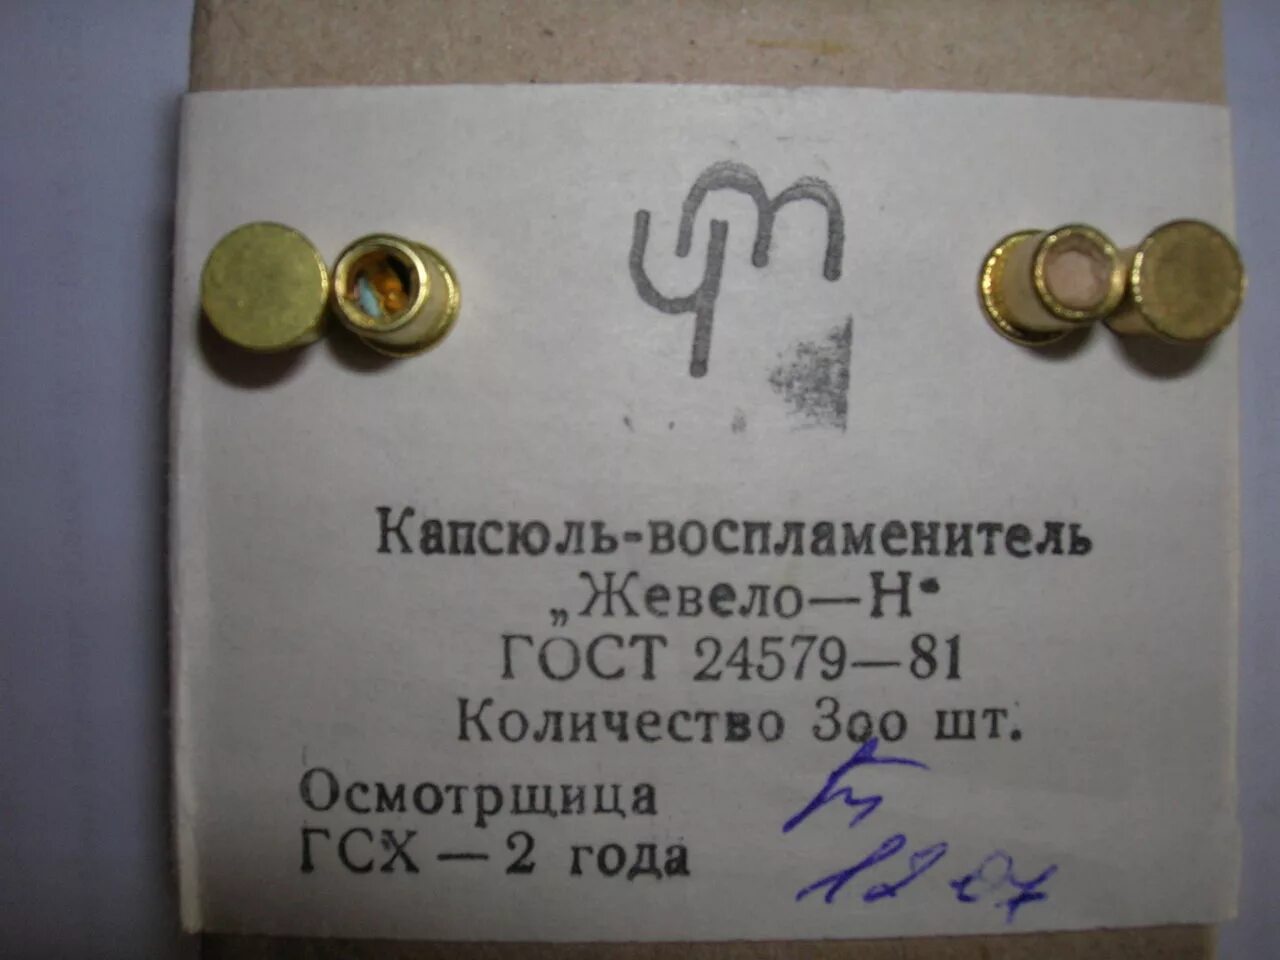 Капсюль-воспламенитель
„Жевело—Н"
ГОСТ 24579—81
Количество 300 шт.
Осмотрщица
ГСХ — 2 года